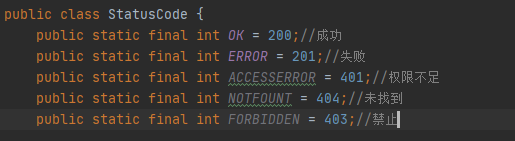 public class StatusCode {
public static final int OK = 200;//成功
public static final int ERROR = 201;//失败
public static final int ACCESSERROR = 401;//权限不足
public static final int NOTFOUNT = 404;//未找到
public static final int FORBIDDEN = 403;//禁止